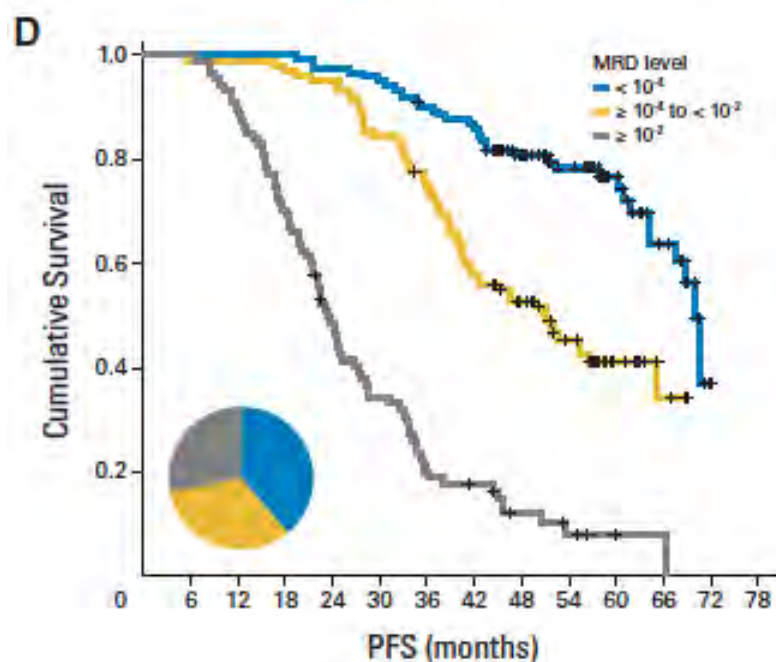 D
MRD level
< 10⁻⁴
≥ 10⁻⁴ to < 10⁻²
≥ 10⁻²
Cumulative Survival
1.0
0.8
0.6
0.4
0.2
0 6 12 18 24 30 36 42 48 54 60 66 72 78
PFS (months)